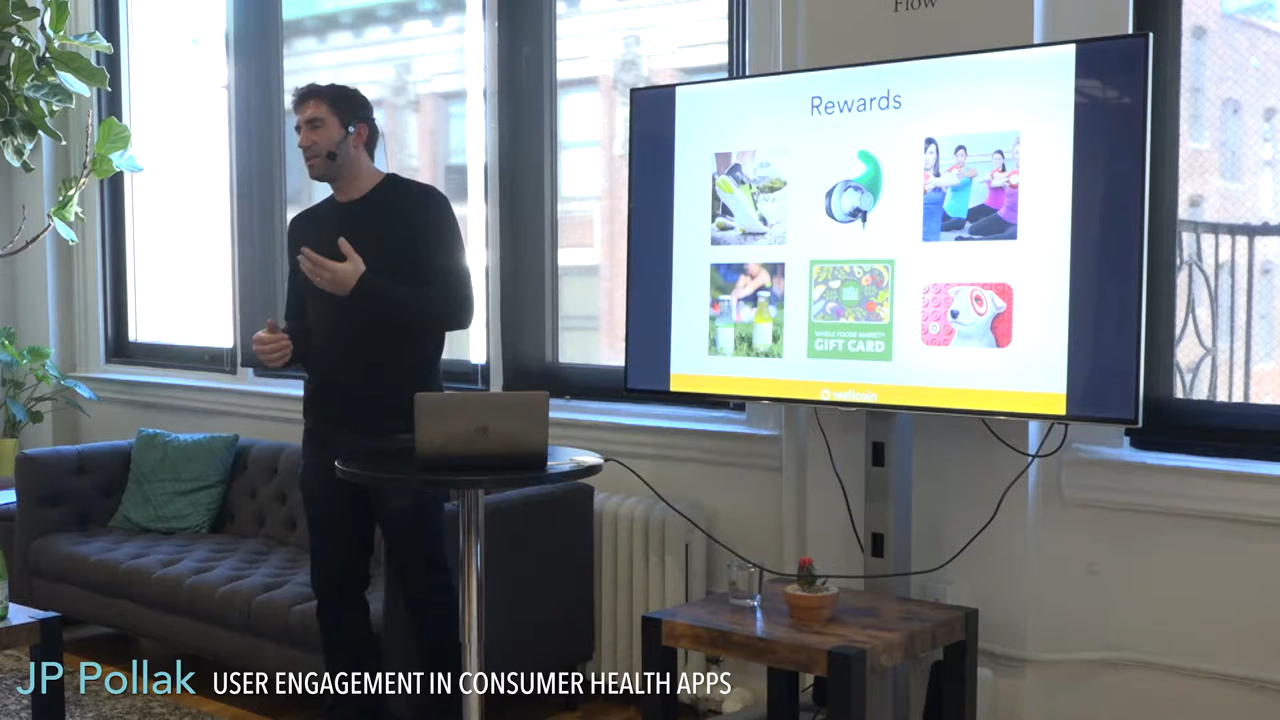 Flow
Rewards
WHOLE FOODS MARKET
GIFT CARD
wellcoin
JP Pollak USER ENGAGEMENT IN CONSUMER HEALTH APPS